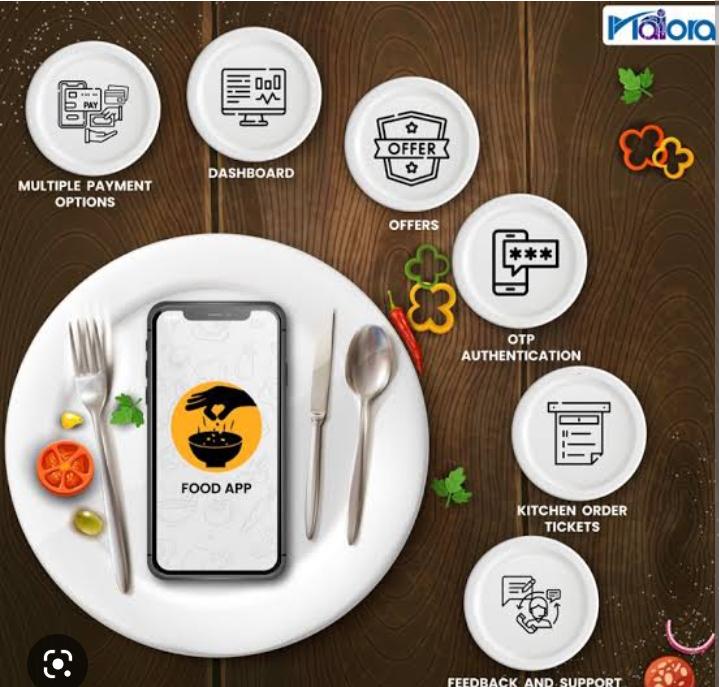 Maiora
PAY
OFFER
***
MULTIPLE PAYMENT
OPTIONS
DASHBOARD
OFFERS
OTP
AUTHENTICATION
FOOD APP
KITCHEN ORDER
TICKETS
FEEDBACK AND SUPPORT